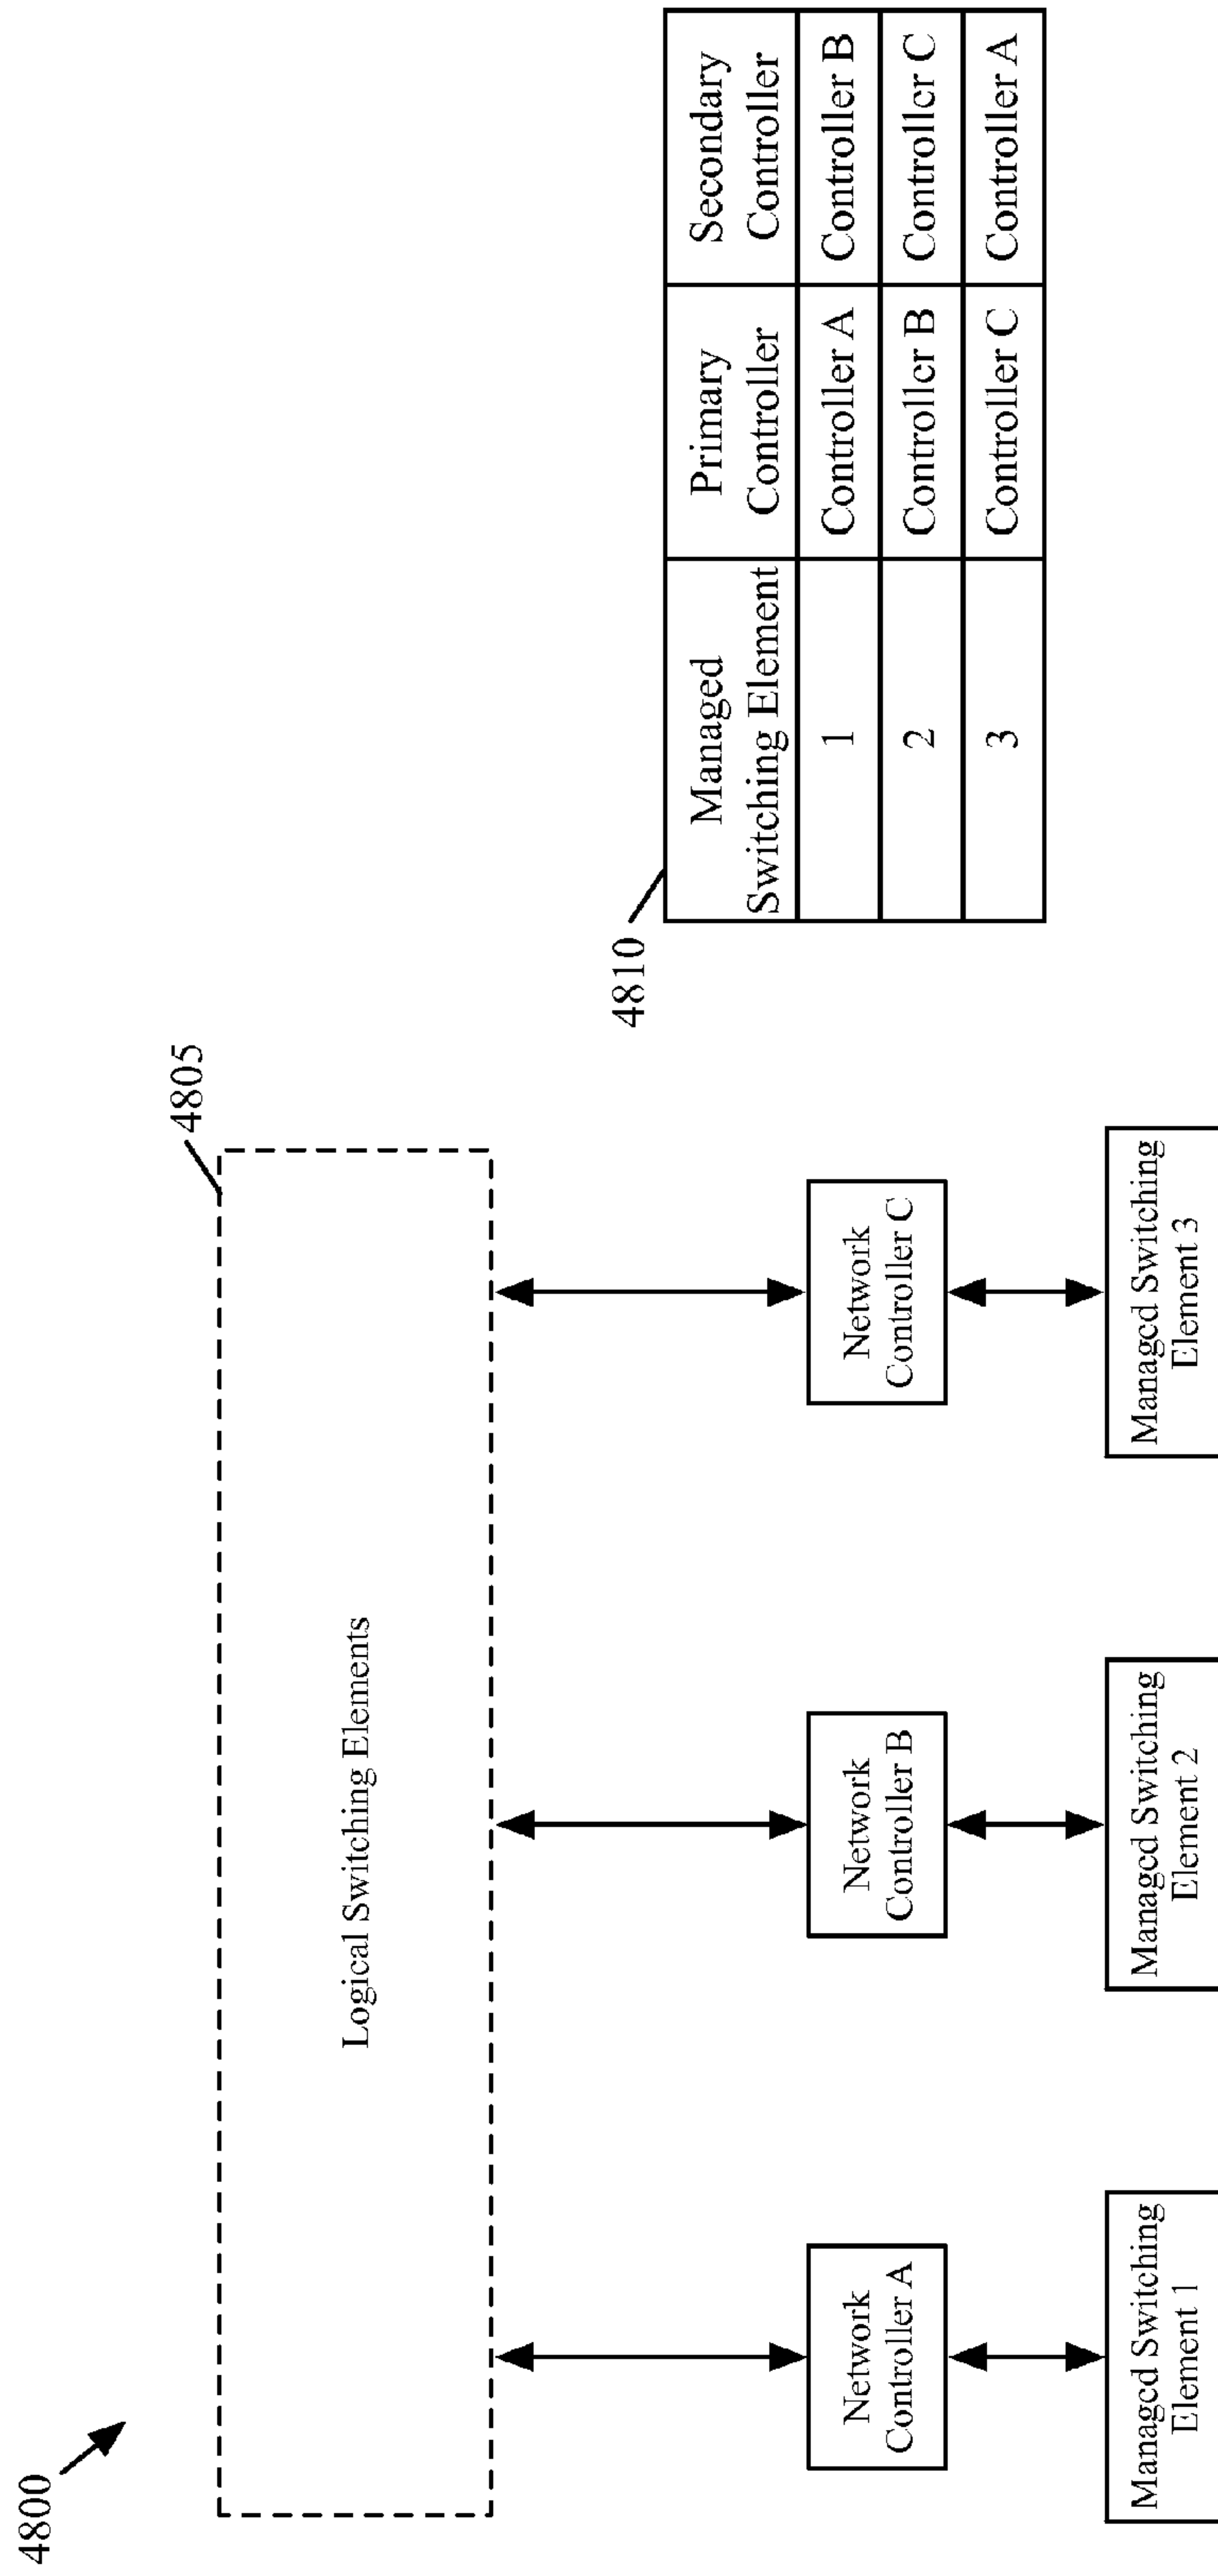 4800
4805
Logical Switching Elements
Network
Controller A
Network
Controller B
Network
Controller C
Managed Switching
Element 1
Managed Switching
Element 2
Managed Switching
Element 3
4810
Managed
Switching Element
Primary
Controller
Secondary
Controller
1
Controller A
Controller B
2
Controller B
Controller C
3
Controller C
Controller A